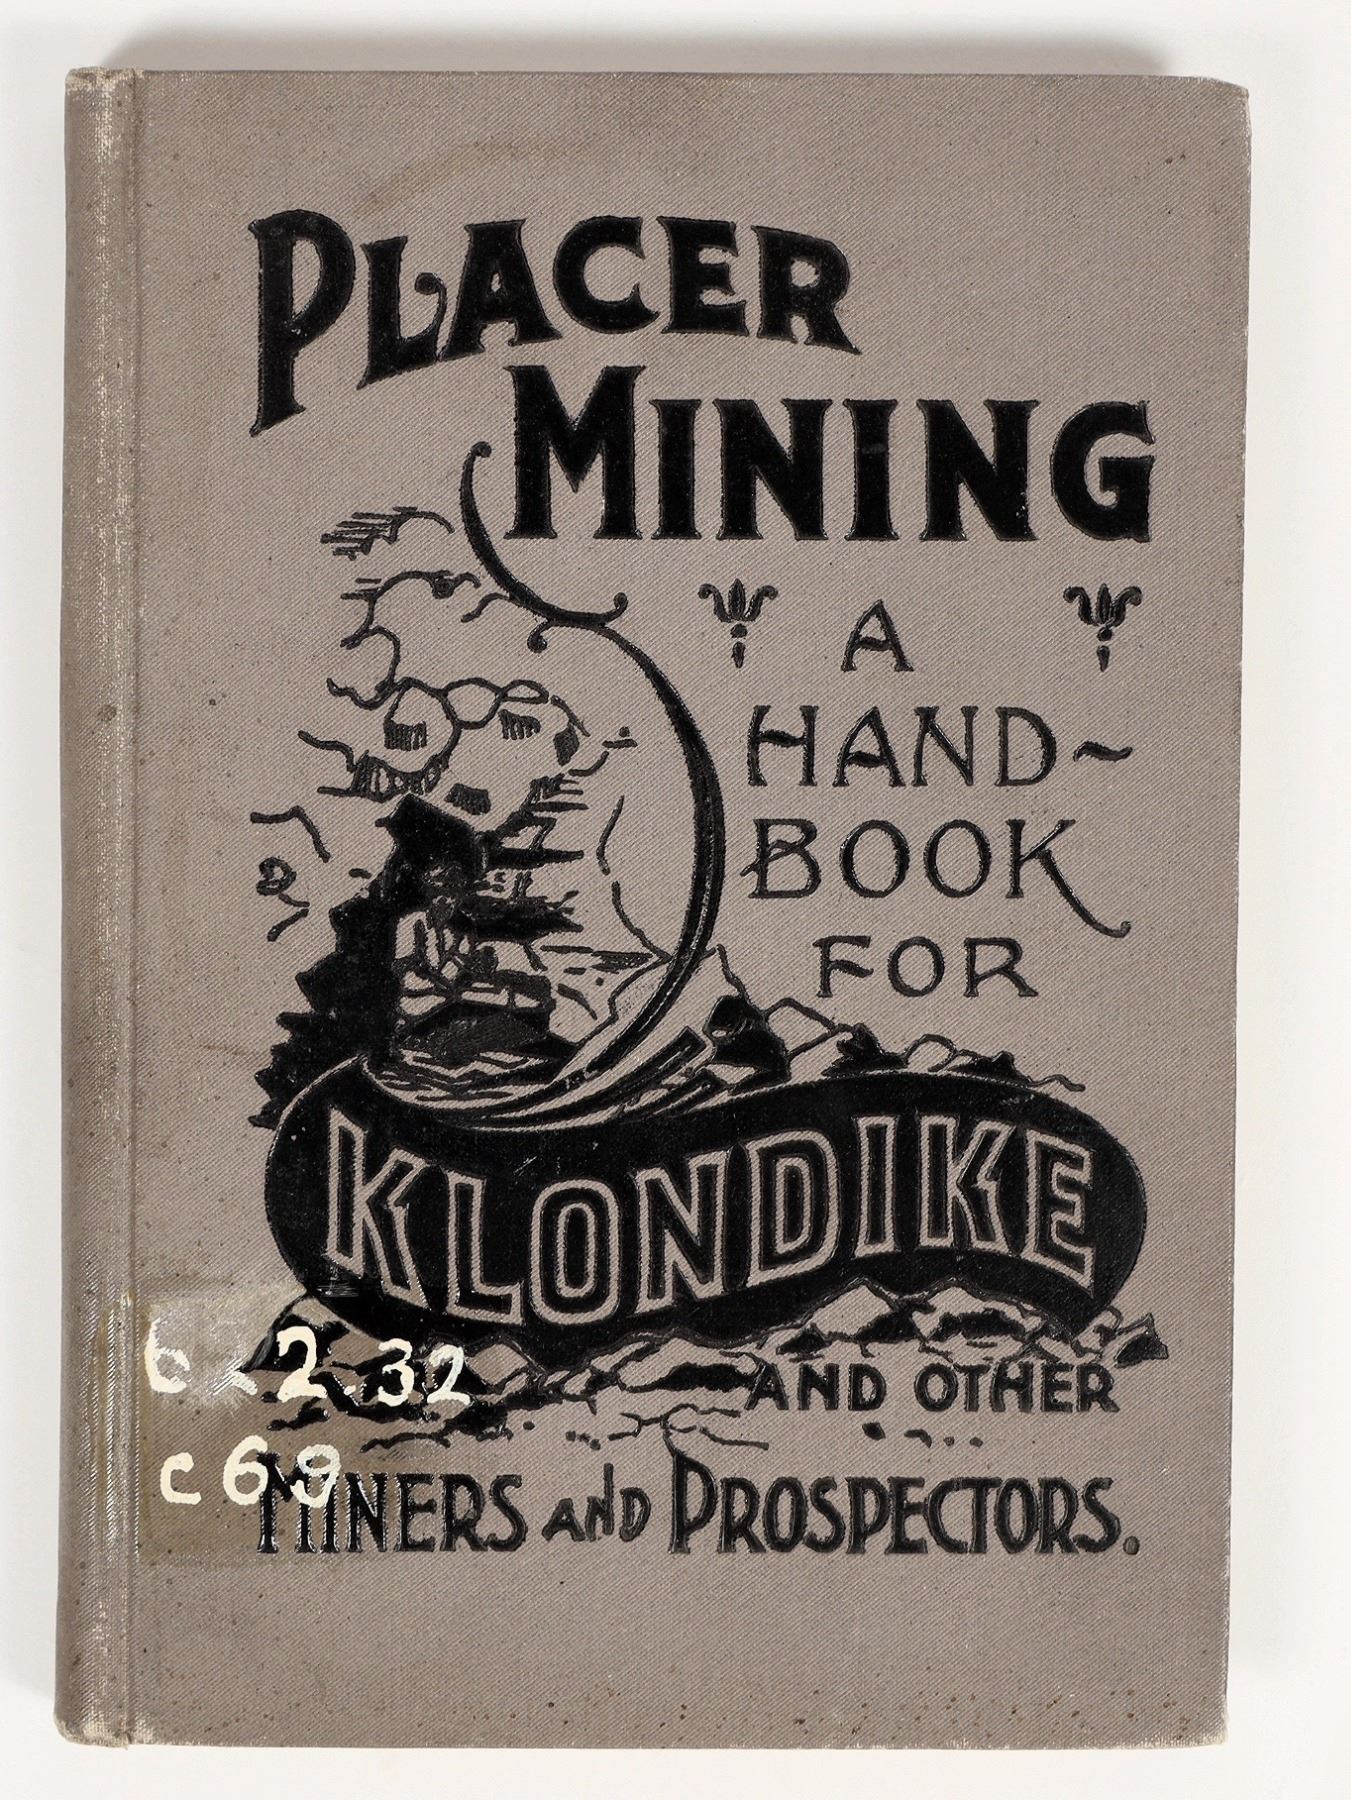 PLACER
MINING
A
HAND-
BOOK
FOR
KLONDIKE
AND OTHER
MINERS AND PROSPECTORS.
2.32
c69